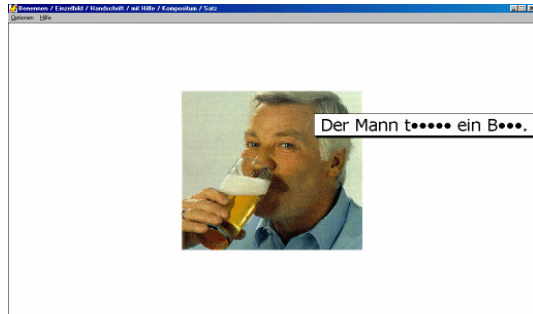 Benennen / Einzelbild / Handschrift / mit Hilfe / Kompositum / Satz
Optionen Hilfe
Der Mann t••••• ein B•••.